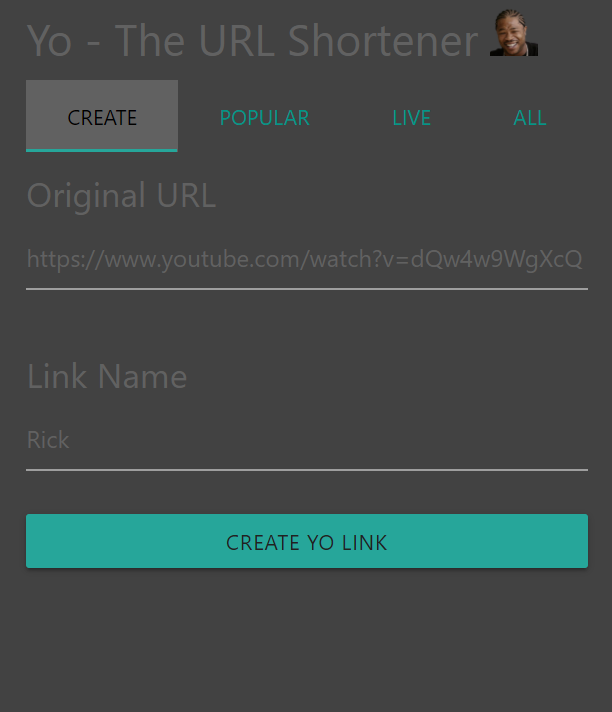 Yo - The URL Shortener
CREATE POPULAR LIVE ALL
Original URL
https://www.youtube.com/watch?v=dQw4w9WgXcQ
Link Name
Rick
CREATE YO LINK